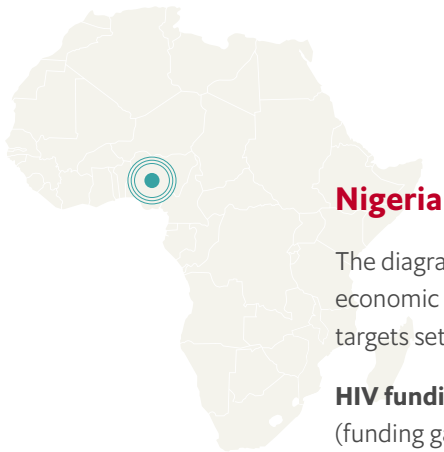 Nigeria
The diagra
economic
targets set
HIV fundi
(funding ga